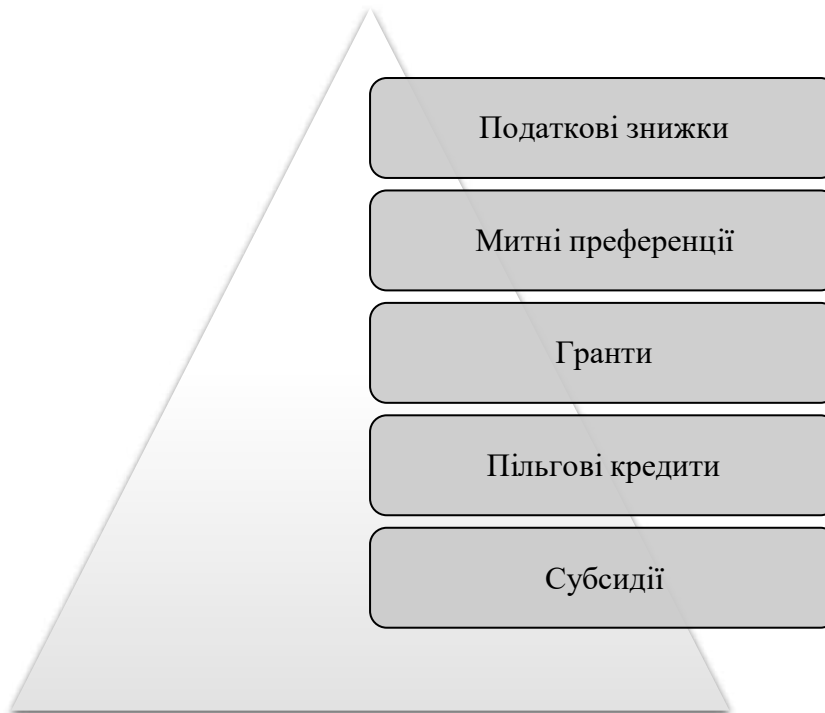 Податкові знижки
Митні преференції
Гранти
Пільгові кредити
Субсидії